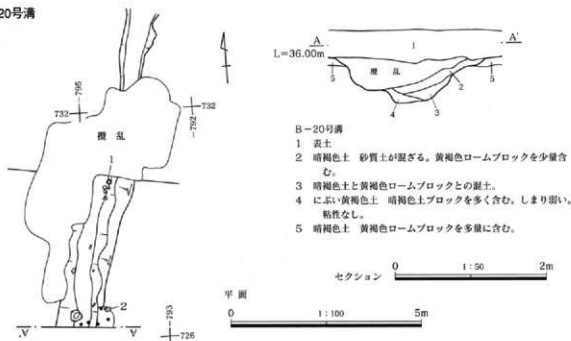 20号溝
795
732
732
792
攪乱
1
2
A'
A
793
726
A
A'
L=36.00m
1
攪乱
5
5
2
4
3
B-20号溝
1 表土
2 暗褐色土 砂質土が混ざる。黄褐色ロームブロックを少量含
む。
3 暗褐色土と黄褐色ロームブロックとの混土。
4 にぶい黄褐色土 暗褐色土ブロックを多く含む。しまり弱い。
粘性なし。
5 暗褐色土 黄褐色ロームブロックを多量に含む。
セクション 0 1:50 2m
平面
0 1:100 5m